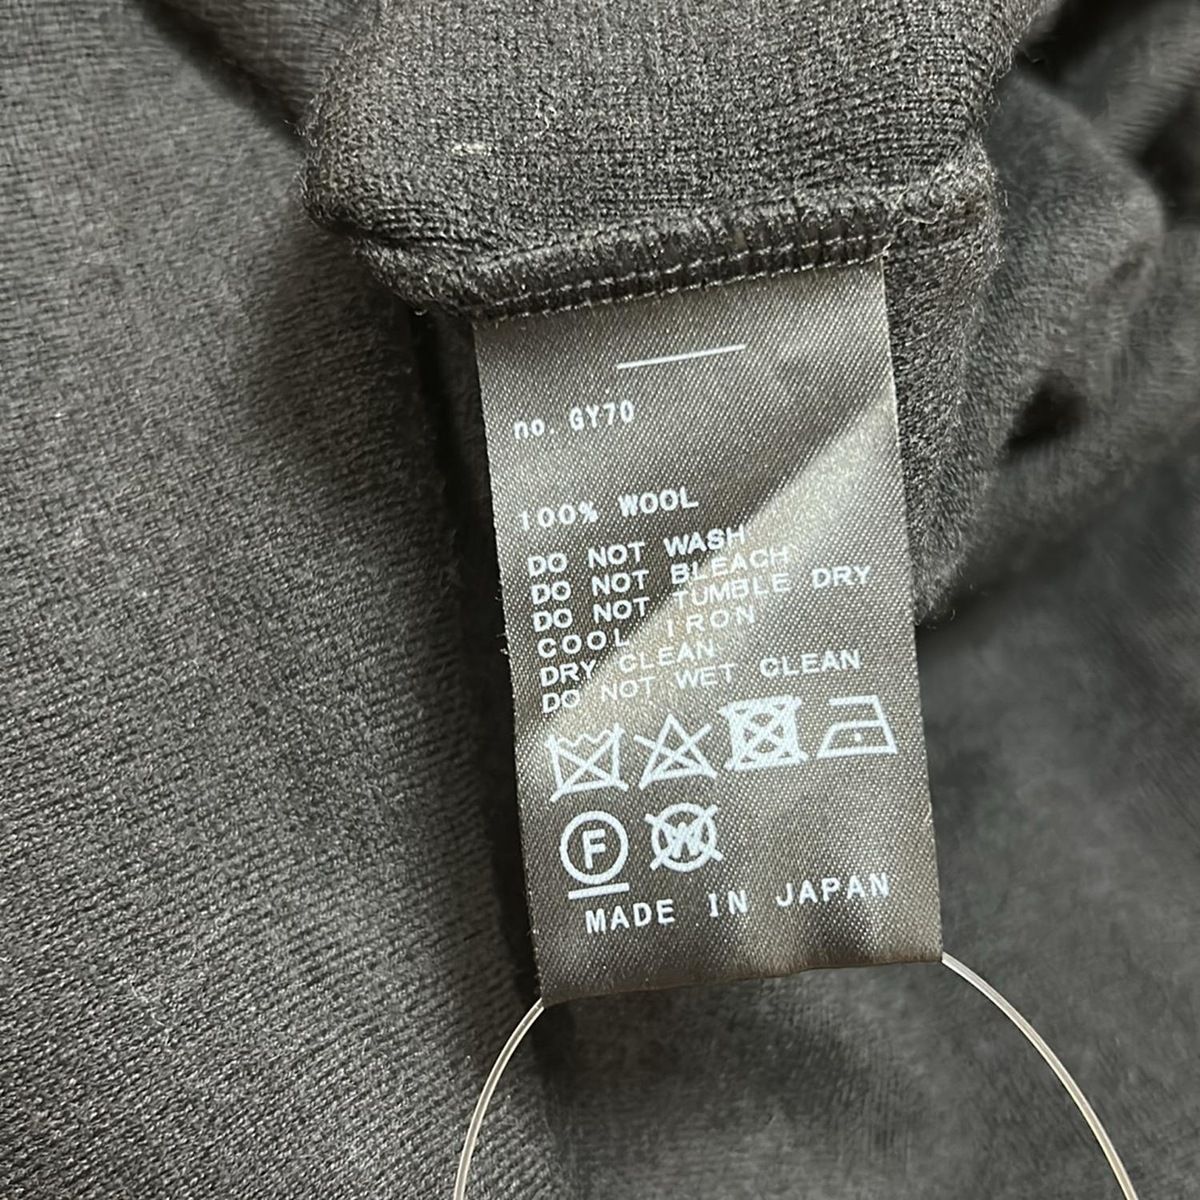 no. GY70
100% WOOL
DO NOT WASH
DO NOT BLEACH
DO NOT TUMBLE DRY
COOL IRON
DRY CLEAN
DO NOT WET CLEAN
F W
MADE IN JAPAN